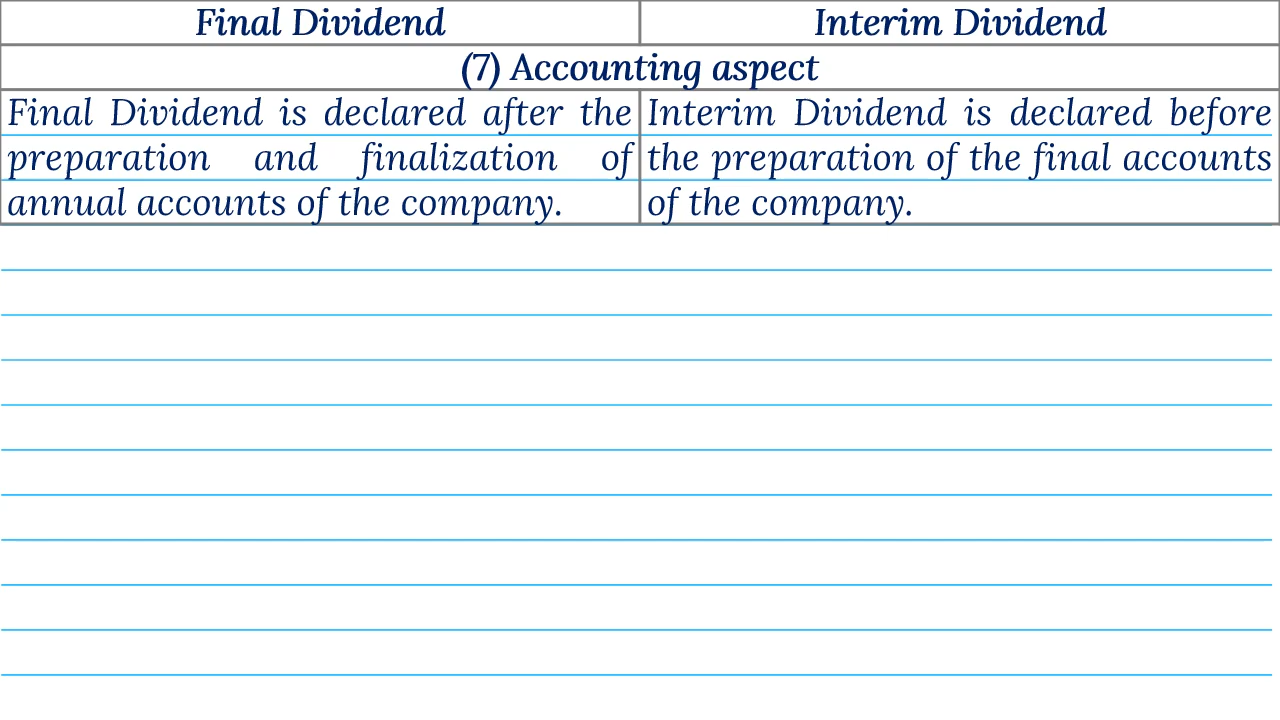 Final Dividend
Interim Dividend
(7) Accounting aspect
Final Dividend is declared after the
preparation and finalization of
annual accounts of the company.
Interim Dividend is declared before
the preparation of the final accounts
of the company.